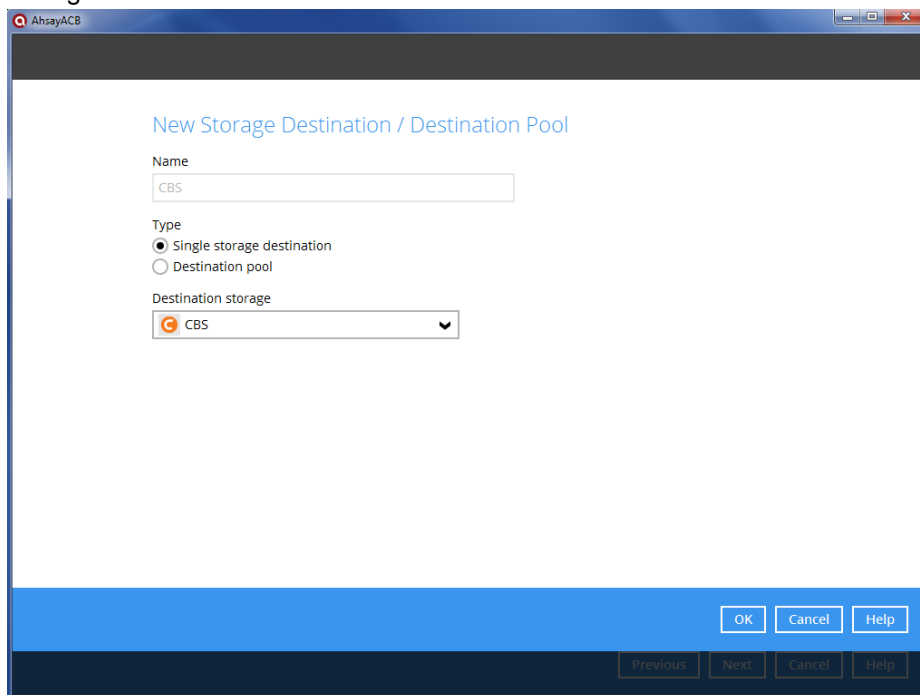 AhsayACB
New Storage Destination / Destination Pool
Name
CBS
Type
Single storage destination
Destination pool
Destination storage
CBS
OK Cancel Help
Previous Next Cancel Help